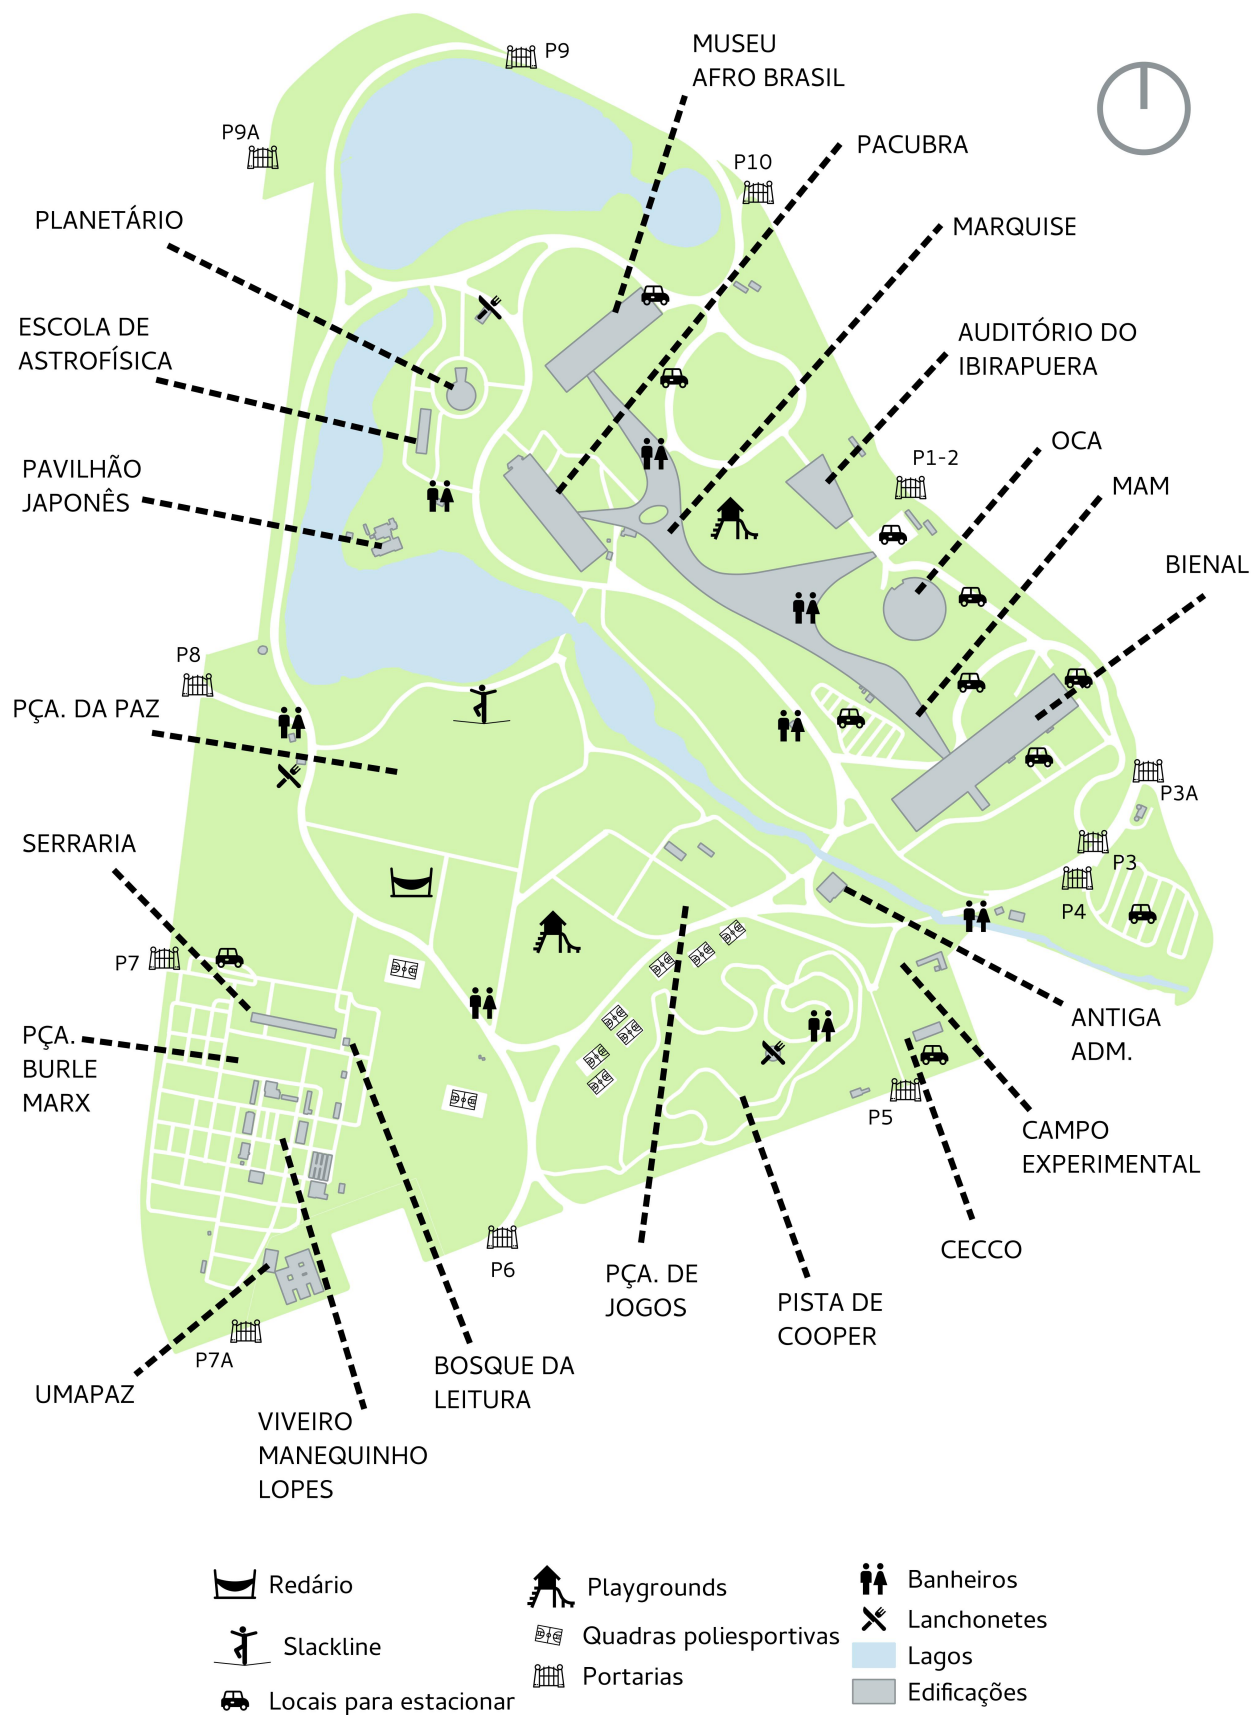 MUSEU
AFRO BRASIL
P9
P9A
PACUBRA
P10
PLANETÁRIO
MARQUISE
ESCOLA DE
ASTROFÍSICA
AUDITÓRIO DO
IBIRAPUERA
OCA
PAVILHÃO
JAPONÊS
P1-2
MAM
BIENAL
P8
PÇA. DA PAZ
P3A
SERRARIA
P3
P4
P7
ANTIGA
ADM.
PÇA.
BURLE
MARX
P5
CAMPO
EXPERIMENTAL
CECCO
P6
PÇA. DE
JOGOS
PISTA DE
COOPER
P7A
UMAPAZ
BOSQUE DA
LEITURA
VIVEIRO
MANEQUINHO
LOPES
Redário
Playgrounds
Banheiros
Slackline
Quadras poliesportivas
Lanchonetes
Lagos
Locais para estacionar
Portarias
Edificações